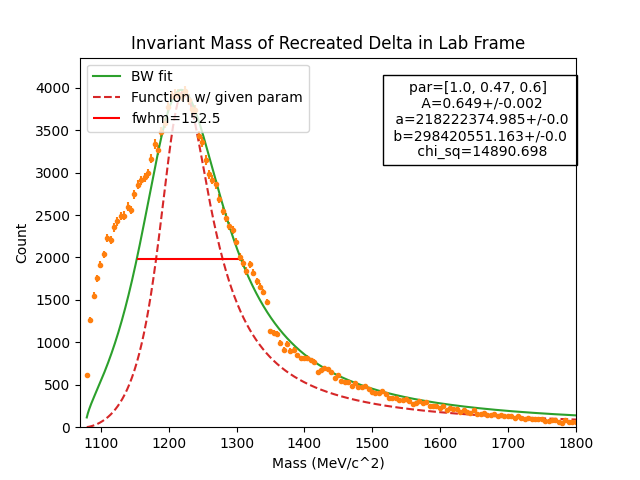 Invariant Mass of Recreated Delta in Lab Frame
BW fit
Function w/ given param
fwhm=152.5
par=[1.0, 0.47, 0.6]
A=0.649+/-0.002
a=218222374.985+/-0.0
b=298420551.163+/-0.0
chi_sq=14890.698
Count
4000
3500
3000
2500
2000
1500
1000
500
0
1100 1200 1300 1400 1500 1600 1700 1800
Mass (MeV/c^2)